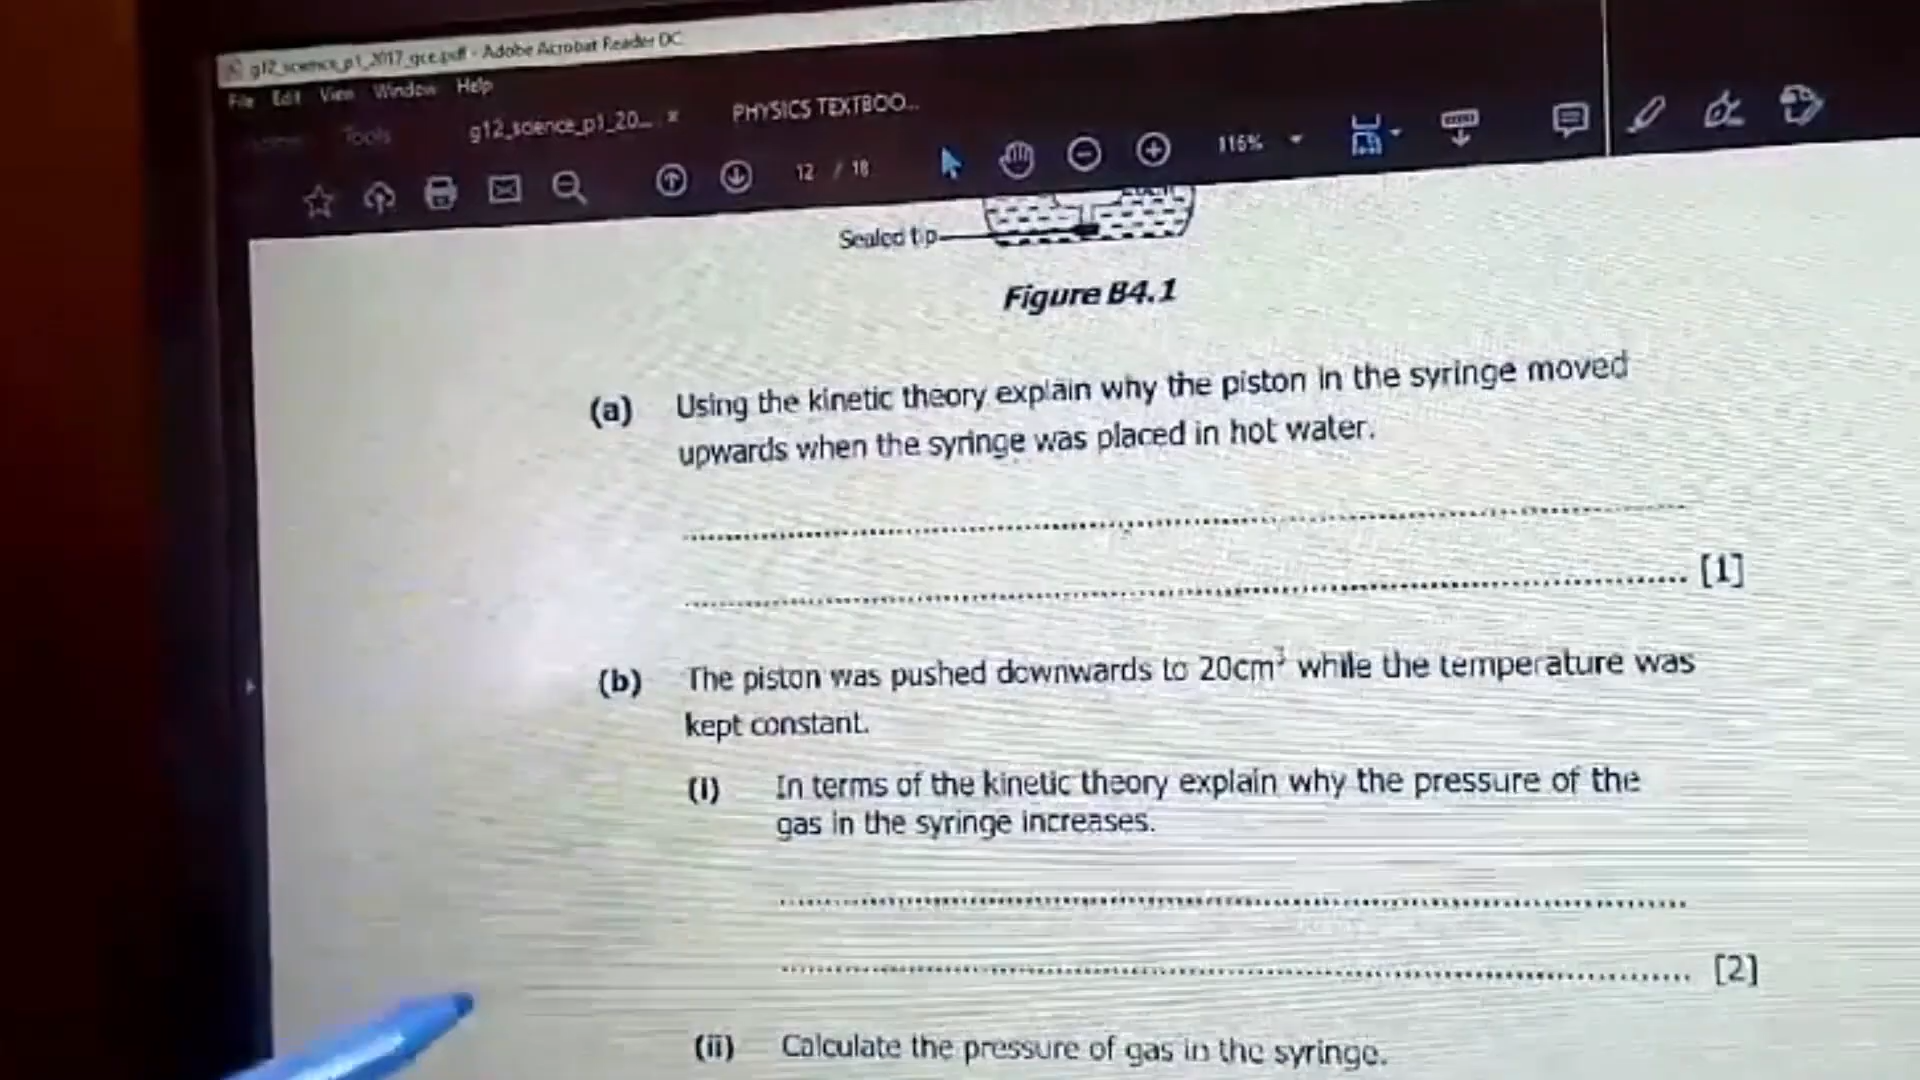 g12_science_p1_2017_gce.pdf - Adobe Acrobat Reader DC
File Edit View Window Help
Tools
g12_science_p1_20... x
PHYSICS TEXTBOO...
12 / 18
116%
Sealed tip
Figure B4.1
(a) Using the kinetic theory explain why the piston in the syringe moved
upwards when the syringe was placed in hot water.
[1]
(b) The piston was pushed downwards to 20cm³ while the temperature was
kept constant.
(i) In terms of the kinetic theory explain why the pressure of the
gas in the syringe increases.
[2]
(ii) Calculate the pressure of gas in the syringe.